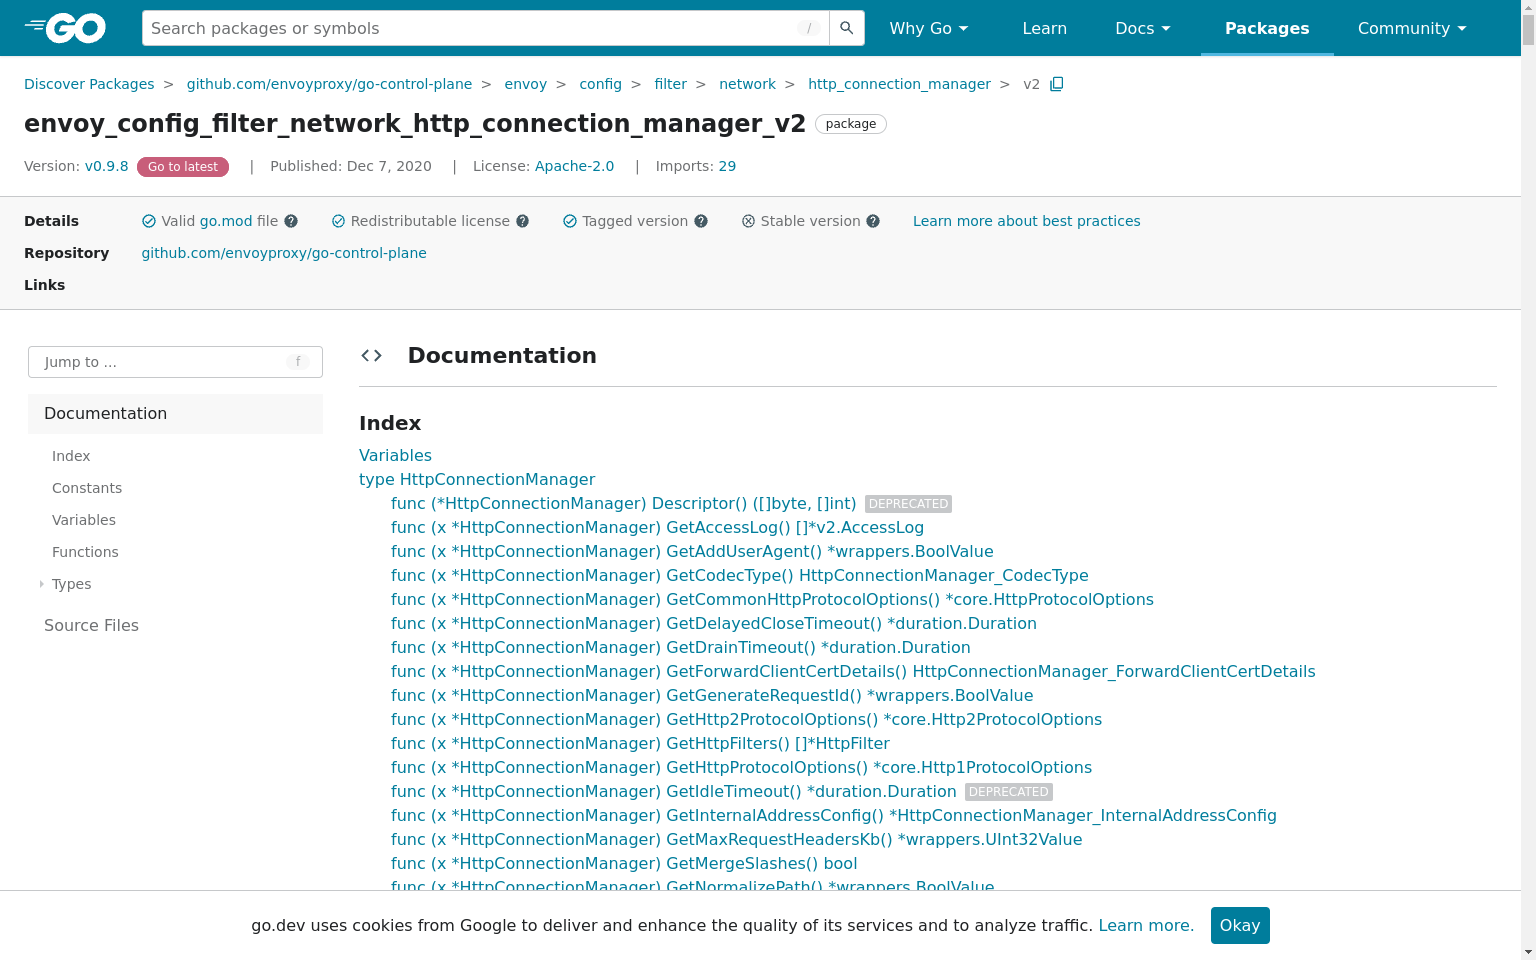 GO
Search packages or symbols /
Why Go
Learn
Docs
Packages
Community
Discover Packages > github.com/envoyproxy/go-control-plane > envoy > config > filter > network > http_connection_manager > v2
envoy_config_filter_network_http_connection_manager_v2 package
Version: v0.9.8 Go to latest | Published: Dec 7, 2020 | License: Apache-2.0 | Imports: 29
Details Valid go.mod file Redistributable license Tagged version Stable version Learn more about best practices
Repository github.com/envoyproxy/go-control-plane
Links
Jump to ... f
Documentation
Index
Constants
Variables
Functions
Types
Source Files
Documentation
Index
Variables
type HttpConnectionManager
func (*HttpConnectionManager) Descriptor() ([]byte, []int) DEPRECATED
func (x *HttpConnectionManager) GetAccessLog() []*v2.AccessLog
func (x *HttpConnectionManager) GetAddUserAgent() *wrappers.BoolValue
func (x *HttpConnectionManager) GetCodecType() HttpConnectionManager_CodecType
func (x *HttpConnectionManager) GetCommonHttpProtocolOptions() *core.HttpProtocolOptions
func (x *HttpConnectionManager) GetDelayedCloseTimeout() *duration.Duration
func (x *HttpConnectionManager) GetDrainTimeout() *duration.Duration
func (x *HttpConnectionManager) GetForwardClientCertDetails() HttpConnectionManager_ForwardClientCertDetails
func (x *HttpConnectionManager) GetGenerateRequestId() *wrappers.BoolValue
func (x *HttpConnectionManager) GetHttp2ProtocolOptions() *core.Http2ProtocolOptions
func (x *HttpConnectionManager) GetHttpFilters() []*HttpFilter
func (x *HttpConnectionManager) GetHttpProtocolOptions() *core.Http1ProtocolOptions
func (x *HttpConnectionManager) GetIdleTimeout() *duration.Duration DEPRECATED
func (x *HttpConnectionManager) GetInternalAddressConfig() *HttpConnectionManager_InternalAddressConfig
func (x *HttpConnectionManager) GetMaxRequestHeadersKb() *wrappers.UInt32Value
func (x *HttpConnectionManager) GetMergeSlashes() bool
func (x *HttpConnectionManager) GetNormalizePath() *wrappers.BoolValue
go.dev uses cookies from Google to deliver and enhance the quality of its services and to analyze traffic. Learn more. Okay